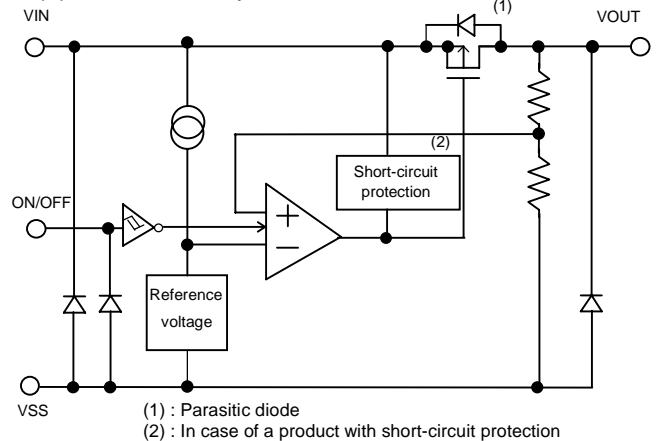 (1)
VIN
VOUT
(2)
Short-circuit
protection
ON/OFF
+
−
Reference
voltage
VSS
(1) : Parasitic diode
(2) : In case of a product with short-circuit protection